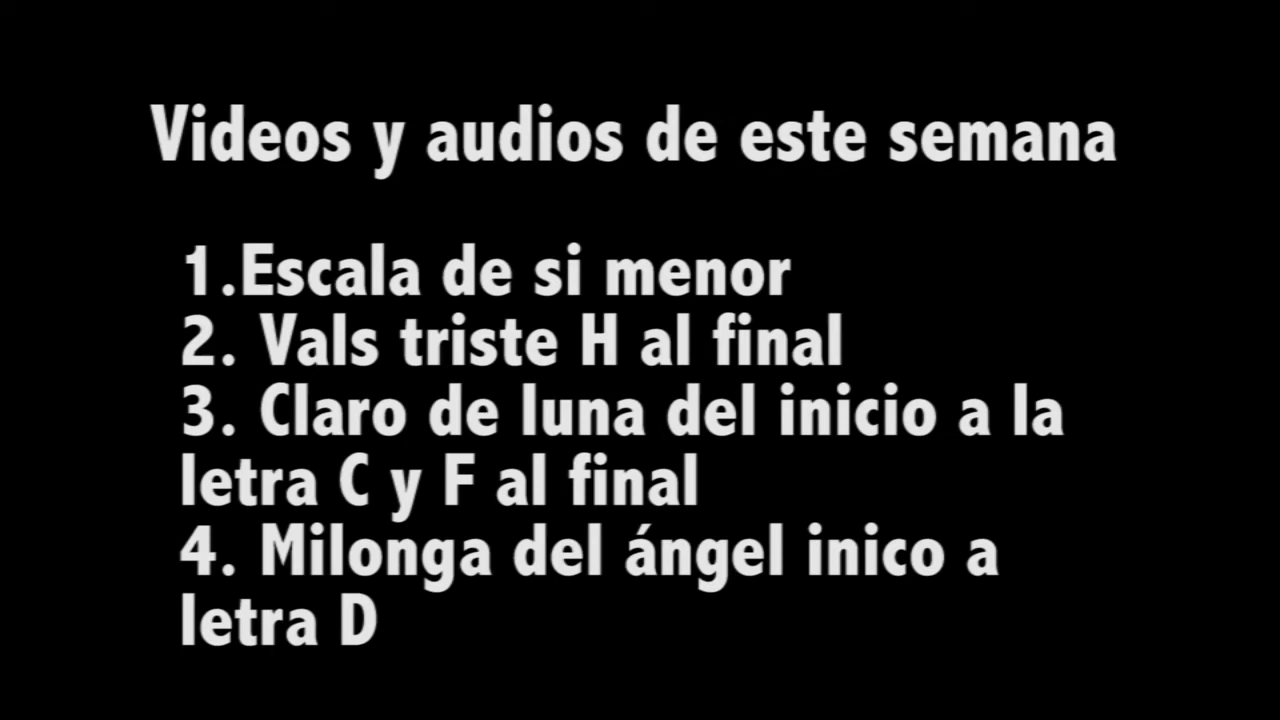 Videos y audios de este semana
1.Escala de si menor
2. Vals triste H al final
3. Claro de luna del inicio a la
letra C y F al final
4. Milonga del ángel inico a
letra D